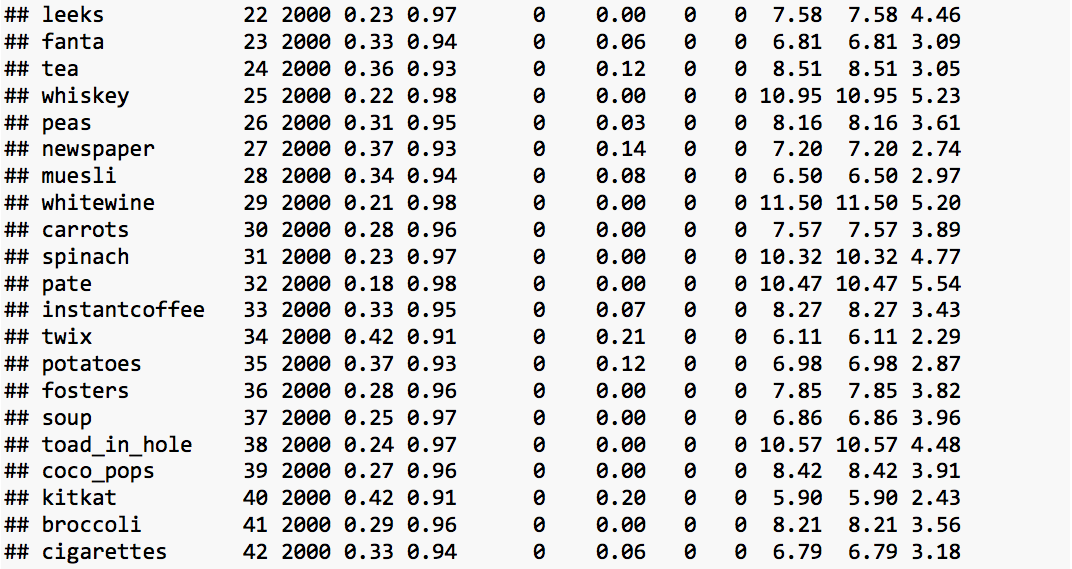 ## leeks 22 2000 0.23 0.97 0 0.00 0 0 7.58 7.58 4.46
## fanta 23 2000 0.33 0.94 0 0.06 0 0 6.81 6.81 3.09
## tea 24 2000 0.36 0.93 0 0.12 0 0 8.51 8.51 3.05
## whiskey 25 2000 0.22 0.98 0 0.00 0 0 10.95 10.95 5.23
## peas 26 2000 0.31 0.95 0 0.03 0 0 8.16 8.16 3.61
## newspaper 27 2000 0.37 0.93 0 0.14 0 0 7.20 7.20 2.74
## muesli 28 2000 0.34 0.94 0 0.08 0 0 6.50 6.50 2.97
## whitewine 29 2000 0.21 0.98 0 0.00 0 0 11.50 11.50 5.20
## carrots 30 2000 0.28 0.96 0 0.00 0 0 7.57 7.57 3.89
## spinach 31 2000 0.23 0.97 0 0.00 0 0 10.32 10.32 4.77
## pate 32 2000 0.18 0.98 0 0.00 0 0 10.47 10.47 5.54
## instantcoffee 33 2000 0.33 0.95 0 0.07 0 0 8.27 8.27 3.43
## twix 34 2000 0.42 0.91 0 0.21 0 0 6.11 6.11 2.29
## potatoes 35 2000 0.37 0.93 0 0.12 0 0 6.98 6.98 2.87
## fosters 36 2000 0.28 0.96 0 0.00 0 0 7.85 7.85 3.82
## soup 37 2000 0.25 0.97 0 0.00 0 0 6.86 6.86 3.96
## toad_in_hole 38 2000 0.24 0.97 0 0.00 0 0 10.57 10.57 4.48
## coco_pops 39 2000 0.27 0.96 0 0.00 0 0 8.42 8.42 3.91
## kitkat 40 2000 0.42 0.91 0 0.20 0 0 5.90 5.90 2.43
## broccoli 41 2000 0.29 0.96 0 0.00 0 0 8.21 8.21 3.56
## cigarettes 42 2000 0.33 0.94 0 0.06 0 0 6.79 6.79 3.18